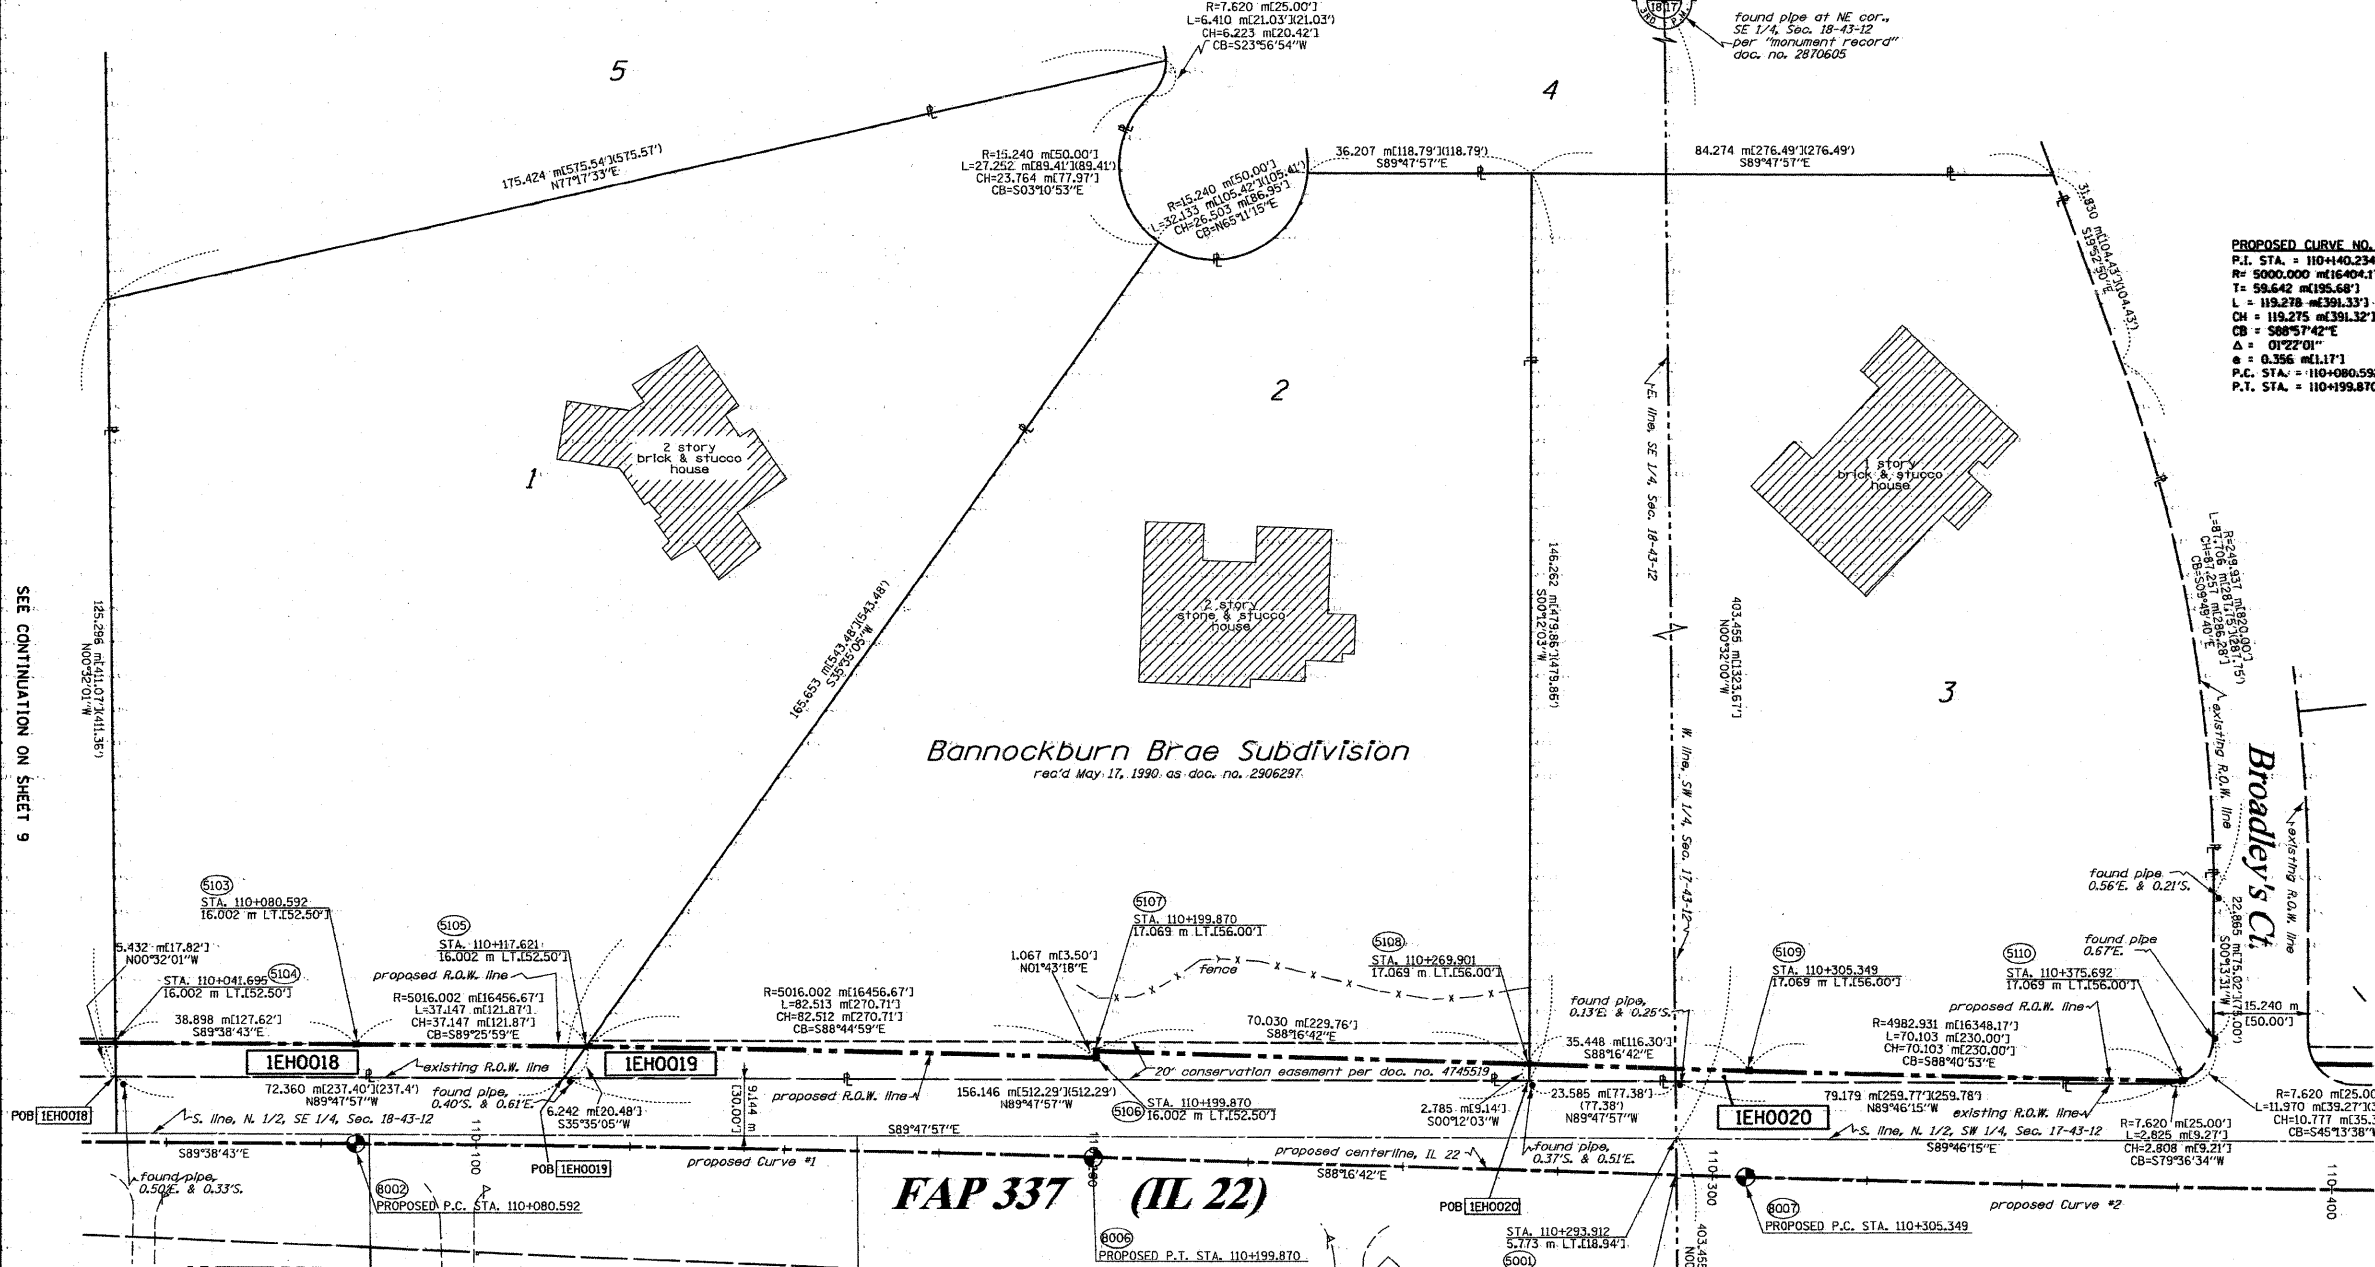 R=7.620 m[25.00']
L=6.410 m[21.03'](21.03')
CH=6.223 m[20.42']
CB=S23°56'54"W
1817
3RD P.M.
found pipe at NE cor.,
SE 1/4, Sec. 18-43-12
per "monument record"
doc. no. 2870605
5
4
175.424 m[575.54'](575.57')
N77°17'33"E
R=15.240 m[50.00']
L=27.252 m[89.41'](89.41')
CH=23.764 m[77.97']
CB=S03°10'53"E
R=15.240 m[50.00']
L=32.133 m[105.42'](105.41')
CH=26.503 m[86.95']
CB=N65°11'15"E
36.207 m[118.79'](118.79')
S89°47'57"E
84.274 m[276.49'](276.49')
S89°47'57"E
31.830 m[104.43'](104.43')
S19°52'50"E
PROPOSED CURVE NO.
P.I. STA. = 110+140.234
R= 5000.000 m[16404.1
T= 59.642 m[195.68']
L = 119.278 m[391.33']
CH = 119.275 m[391.32']
CB = S88°57'42"E
Δ = 01°22'01"
e = 0.356 m[1.17']
P.C. STA. = 110+080.592
P.T. STA. = 110+199.870
1
2 story
brick & stucco
house
2
2 story
stone & stucco
house
1 story
brick & stucco
house
3
E. line, SE 1/4, Sec. 18-43-12
W. line, SW 1/4, Sec. 17-43-12
146.262 m[479.86'](479.86')
S00°12'03"W
403.455 m[1323.67']
N00°32'00"W
165.653 m[543.48'](543.48')
S35°35'05"W
125.296 m[411.07'](411.36')
N00°32'01"W
R=249.937 m[820.00']
L=87.706 m[287.75'](287.75')
CH=87.257 m[286.28']
CB=S09°49'40"E
existing R.O.W. line
Broadley's Ct.
existing R.O.W. line
SEE CONTINUATION ON SHEET 9
Bannockburn Brae Subdivision
rec'd May 17, 1990 as doc. no. 2906297
found pipe
0.56'E. & 0.21'S.
22.865 m[75.02'](75.00')
S00°13'31"W
found pipe
0.67'E.
15.240 m
[50.00']
5103
STA. 110+080.592
16.002 m LT.[52.50']
5.432 m[17.82']
N00°32'01"W
5104
STA. 110+041.695
16.002 m LT.[52.50']
5105
STA. 110+117.621
16.002 m LT.[52.50']
proposed R.O.W. line
38.898 m[127.62']
S89°38'43"E
R=5016.002 m[16456.67']
L=37.147 m[121.87']
CH=37.147 m[121.87']
CB=S89°25'59"E
R=5016.002 m[16456.67']
L=82.513 m[270.71']
CH=82.512 m[270.71']
CB=S88°44'59"E
1.067 m[3.50']
N01°43'18"E
5107
STA. 110+199.870
17.069 m LT.[56.00']
fence
5108
STA. 110+269.901
17.069 m LT.[56.00']
70.030 m[229.76']
S88°16'42"E
found pipe,
0.13'E. & 0.25'S.
35.448 m[116.30']
S88°16'42"E
5109
STA. 110+305.349
17.069 m LT.[56.00']
5110
STA. 110+375.692
17.069 m LT.[56.00']
proposed R.O.W. line
R=4982.931 m[16348.17']
L=70.103 m[230.00']
CH=70.103 m[230.00']
CB=S88°40'53"E
1EH0018
existing R.O.W. line
1EH0019
1EH0020
72.360 m[237.40'](237.4')
N89°47'57"W
found pipe,
0.40'S. & 0.61'E.
6.242 m[20.48']
S35°35'05"W
9.144 m
[30.00']
proposed R.O.W. line
156.146 m[512.29'](512.29')
N89°47'57"W
20' conservation easement per doc. no. 4745519
5106
STA. 110+199.870
16.002 m LT.[52.50']
2.785 m[9.14']
S00°12'03"W
23.585 m[77.38']
(77.38')
N89°47'57"W
79.179 m[259.77'](259.78')
N89°46'15"W
existing R.O.W. line
R=7.620 m[25.00']
L=2.825 m[9.27']
CH=2.808 m[9.21']
CB=S79°36'34"W
R=7.620 m[25.00
L=11.970 m[39.27'](3
CH=10.777 m[35.3
CB=S45°13'38"W
POB 1EH0018
S. line, N. 1/2, SE 1/4, Sec. 18-43-12
S89°47'57"E
S. line, N. 1/2, SW 1/4, Sec. 17-43-12
S89°46'15"E
S89°38'43"E
found pipe,
0.50'E. & 0.33'S.
110+100
POB 1EH0019
proposed Curve #1
proposed centerline, IL 22
S88°16'42"E
found pipe,
0.37'S. & 0.51'E.
110+300
110+400
8002
PROPOSED P.C. STA. 110+080.592
FAP 337 (IL 22)
POB 1EH0020
8006
PROPOSED P.T. STA. 110+199.870
STA. 110+293.912
5.773 m LT.[18.94']
5001
403.455
8007
PROPOSED P.C. STA. 110+305.349
proposed Curve #2